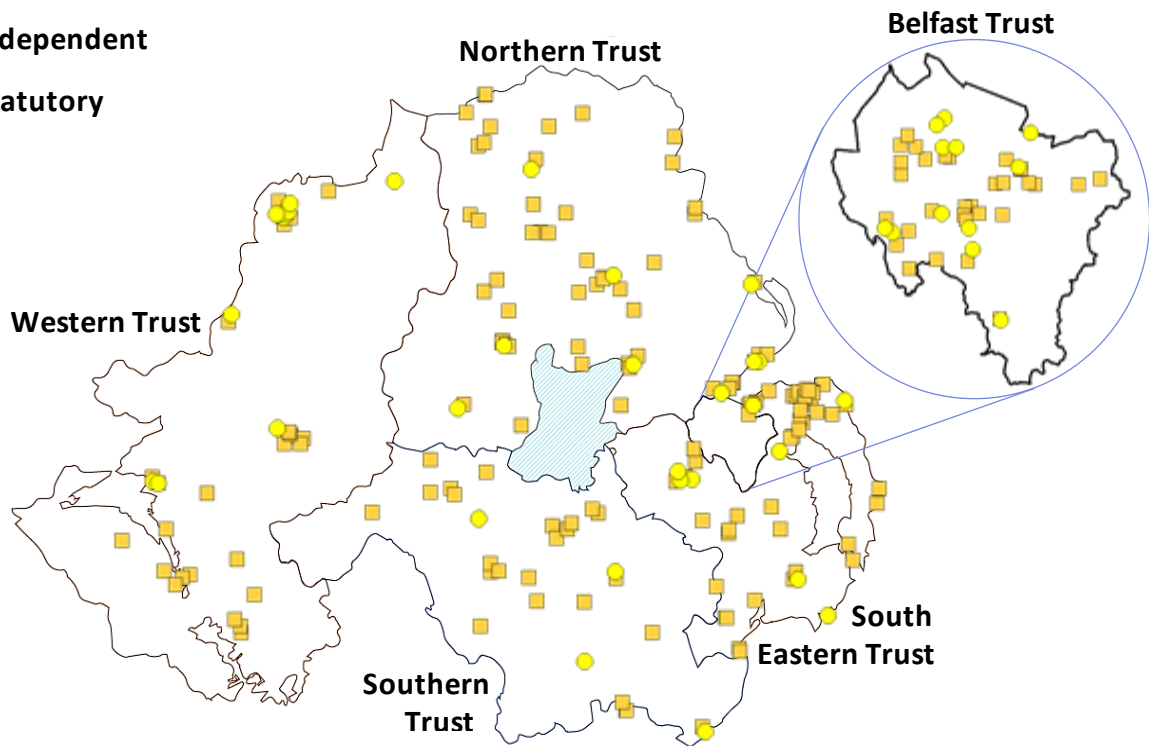 dependent
atutory
Northern Trust
Belfast Trust
Western Trust
South
Eastern Trust
Southern
Trust